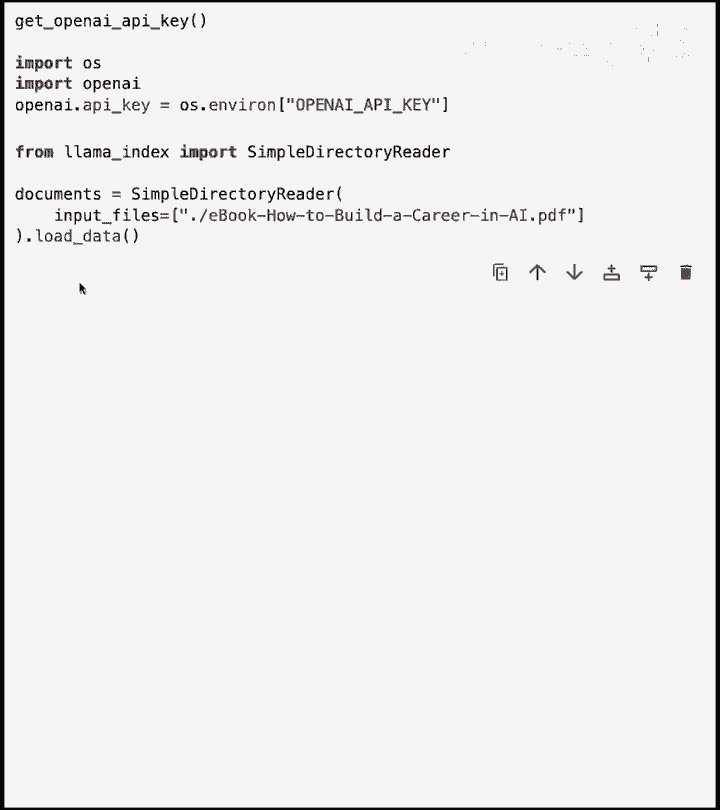 get_openai_api_key()
import os
import openai
openai.api_key = os.environ["OPENAI_API_KEY"]
from llama_index import SimpleDirectoryReader
documents = SimpleDirectoryReader(
    input_files=["./eBook-How-to-Build-a-Career-in-AI.pdf"]
).load_data()